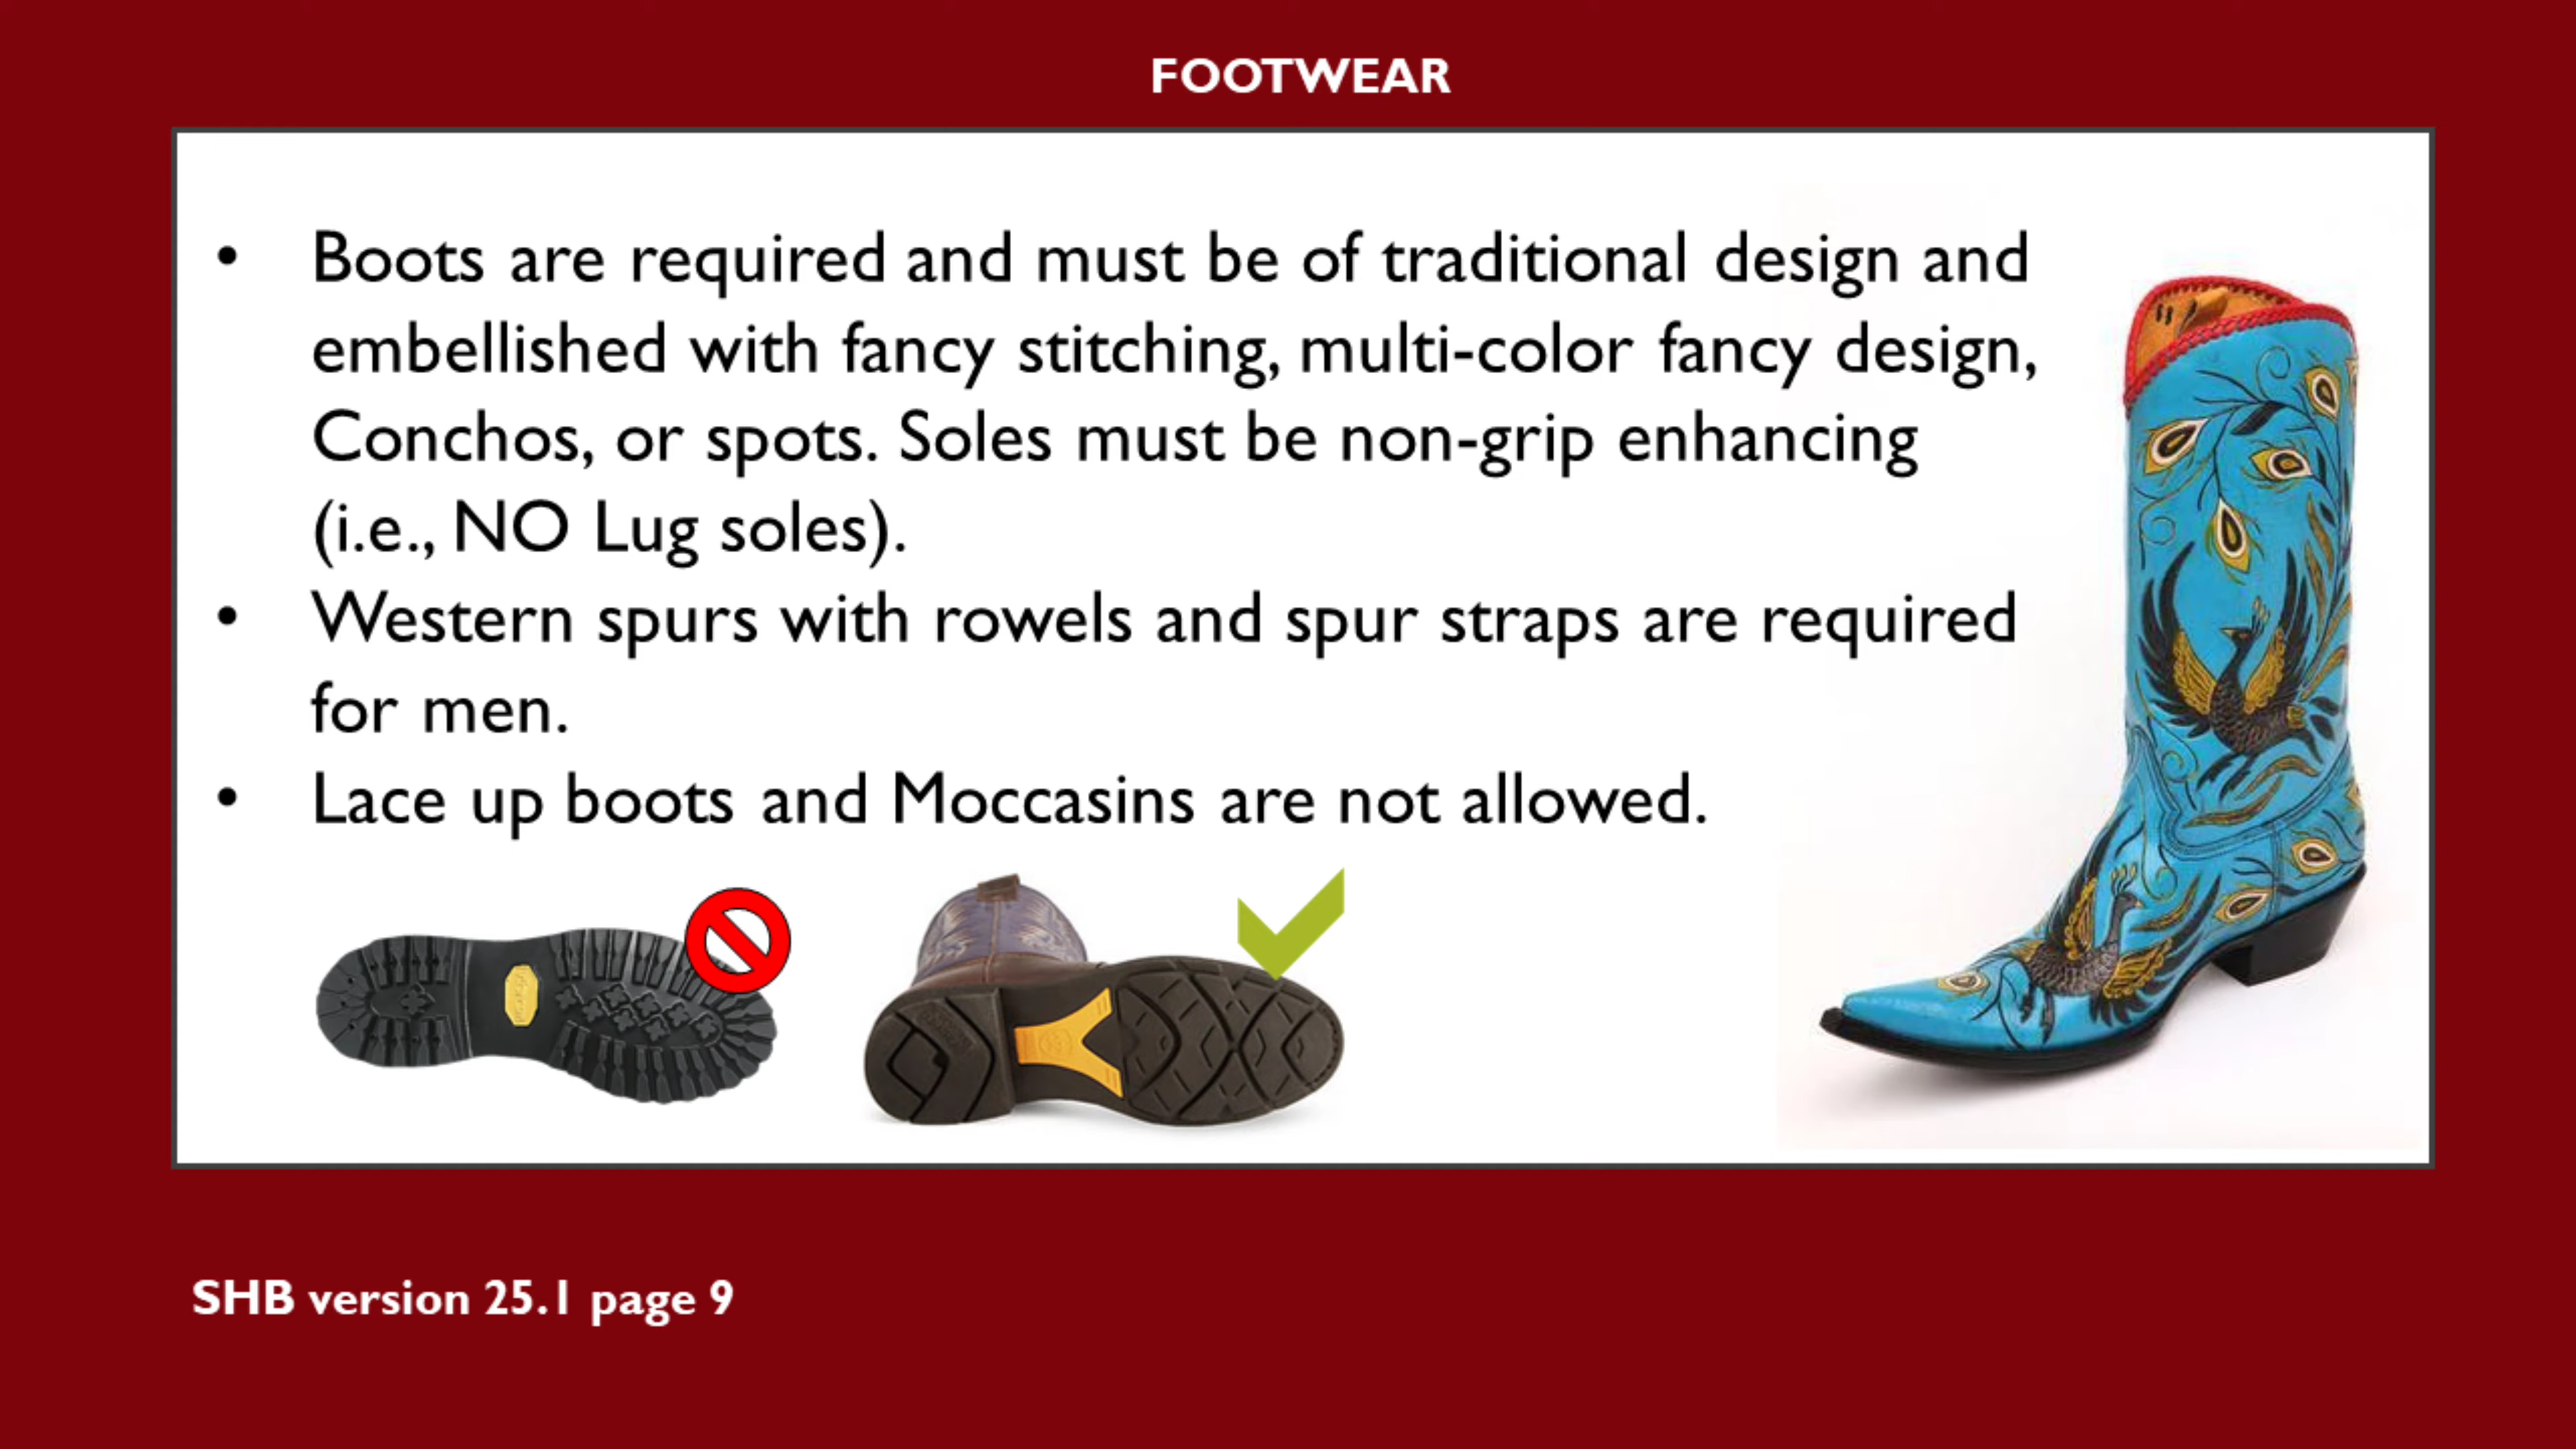 FOOTWEAR
• Boots are required and must be of traditional design and
embellished with fancy stitching, multi-color fancy design,
Conchos, or spots. Soles must be non-grip enhancing
(i.e., NO Lug soles).
• Western spurs with rowels and spur straps are required
for men.
• Lace up boots and Moccasins are not allowed.
SHB version 25.1 page 9